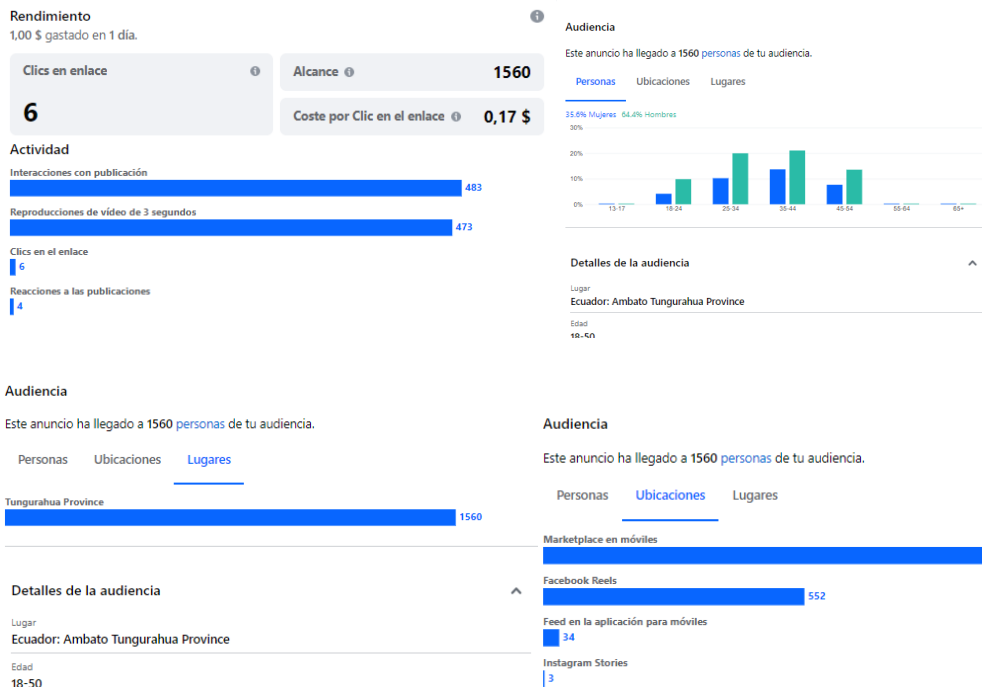 Rendimiento
1,00 $ gastado en 1 día.
Clics en enlace
6
Alcance
1560
Coste por Clic en el enlace
0,17 $
Actividad
Interacciones con publicación
483
Reproducciones de vídeo de 3 segundos
473
Clics en el enlace
6
Reacciones a las publicaciones
4
Audiencia
Este anuncio ha llegado a 1560 personas de tu audiencia.
Personas Ubicaciones Lugares
35.6% Mujeres 64.4% Hombres
30%
20%
10%
0%
13-17 18-24 25-34 35-44 45-54 55-64 65+
Detalles de la audiencia
Lugar
Ecuador: Ambato Tungurahua Province
Edad
18-50
Audiencia
Este anuncio ha llegado a 1560 personas de tu audiencia.
Personas Ubicaciones Lugares
Tungurahua Province
1560
Detalles de la audiencia
Lugar
Ecuador: Ambato Tungurahua Province
Edad
18-50
Audiencia
Este anuncio ha llegado a 1560 personas de tu audiencia.
Personas Ubicaciones Lugares
Marketplace en móviles
Facebook Reels
552
Feed en la aplicación para móviles
34
Instagram Stories
3